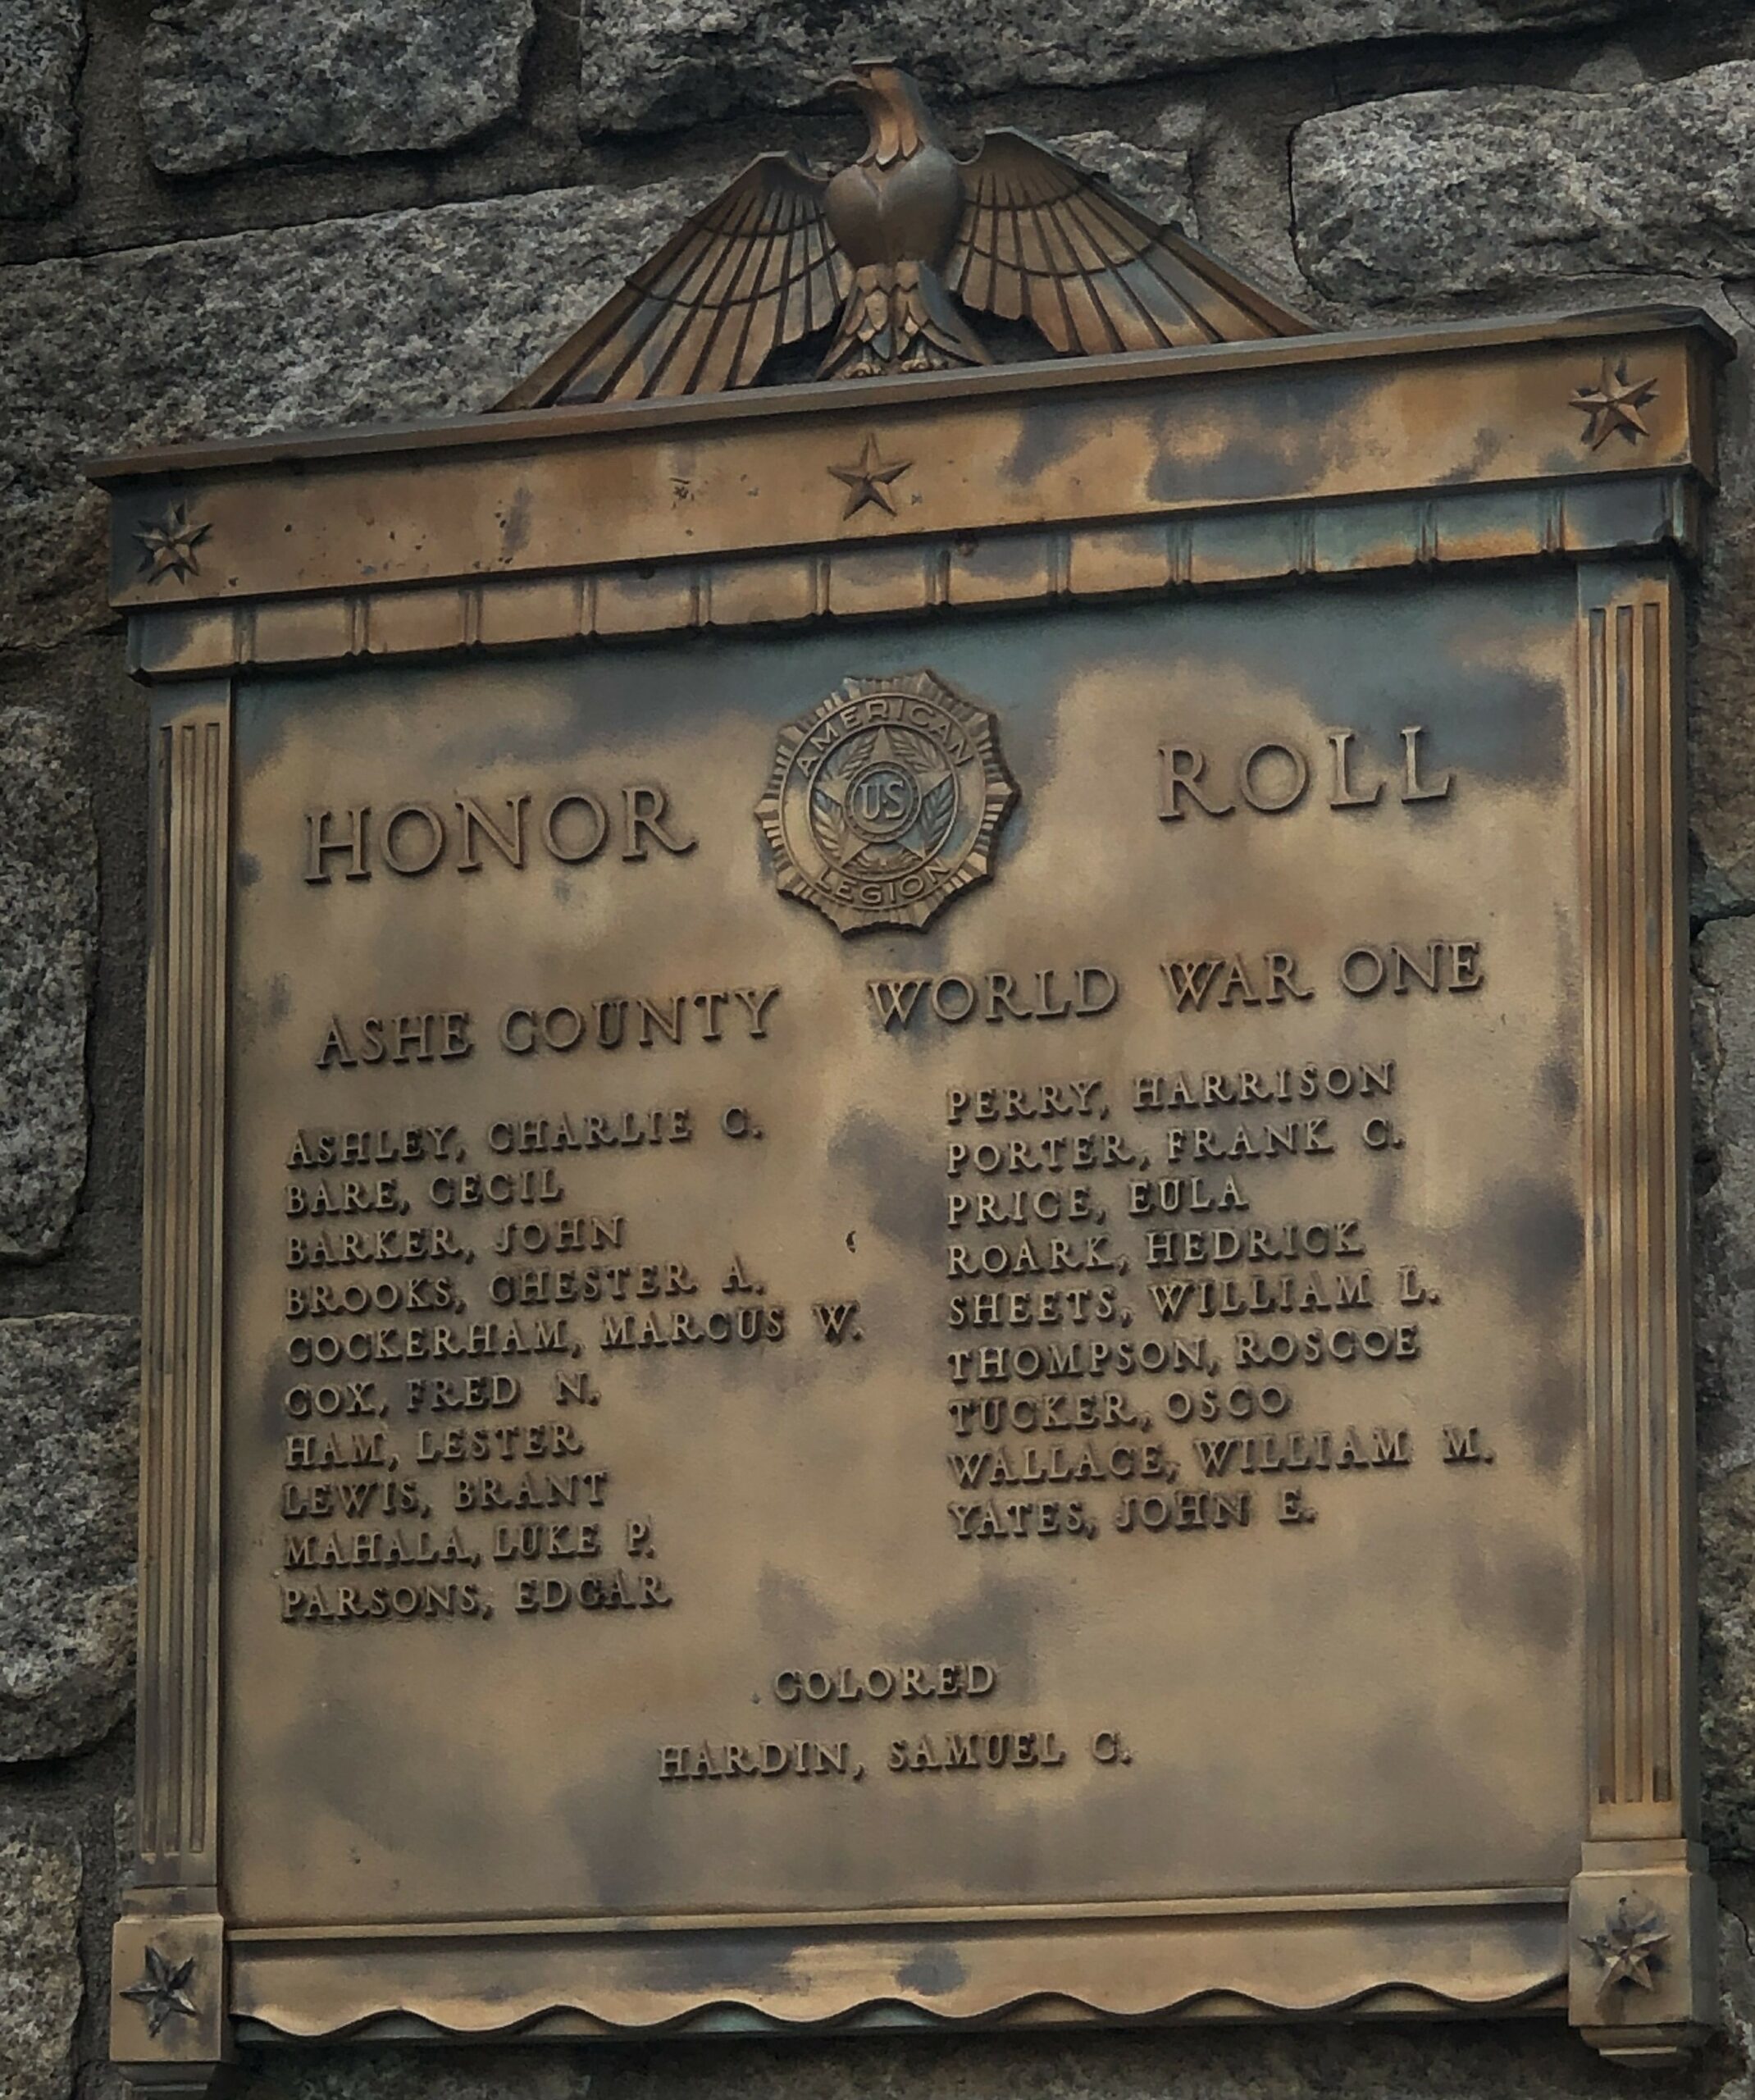 HONOR ROLL
AMERICAN
US
LEGION
ASHE COUNTY WORLD WAR ONE
ASHLEY, CHARLIE C.
BARE, CECIL
BARKER, JOHN
BROOKS, CHESTER A.
COCKERHAM, MARCUS W.
COX, FRED N.
HAM, LESTER
LEWIS, BRANT
MAHALA, LUKE P.
PARSONS, EDGAR
PERRY, HARRISON
PORTER, FRANK C.
PRICE, EULA
ROARK, HEDRICK
SHEETS, WILLIAM L.
THOMPSON, ROSCOE
TUCKER, OSCO
WALLACE, WILLIAM M.
YATES, JOHN E.
COLORED
HARDIN, SAMUEL C.